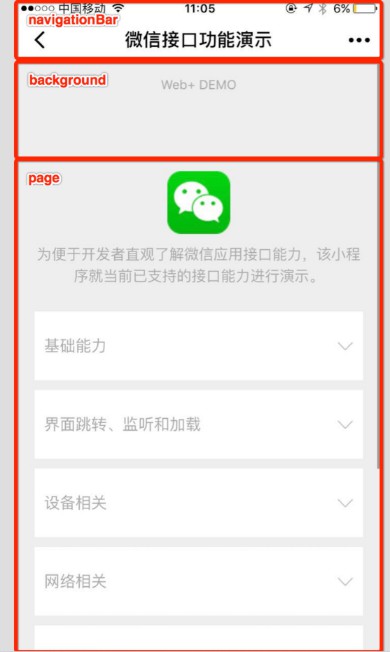 中国移动 11:05 6%
navigationBar
微信接口功能演示
background
Web+ DEMO
page
为便于开发者直观了解微信应用接口能力，该小程
序就当前已支持的接口能力进行演示。
基础能力
界面跳转、监听和加载
设备相关
网络相关